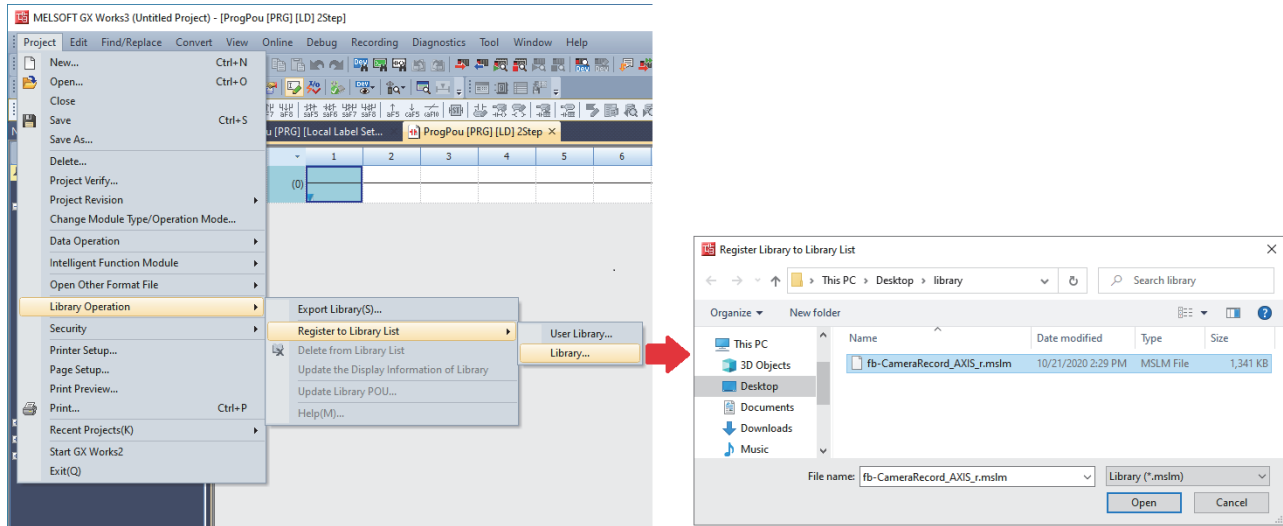 MELSOFT GX Works3 (Untitled Project) - [ProgPou [PRG] [LD] 2Step]
Project Edit Find/Replace Convert View Online Debug Recording Diagnostics Tool Window Help
New... Ctrl+N
Open... Ctrl+O
Close
Save Ctrl+S
Save As...
Delete...
Project Verify...
Project Revision
Change Module Type/Operation Mode...
Data Operation
Intelligent Function Module
Open Other Format File
Library Operation
Security
Printer Setup...
Page Setup...
Print Preview...
Print... Ctrl+P
Recent Projects(K)
Start GX Works2
Exit(Q)
u [PRG] [Local Label Set... ProgPou [PRG] [LD] 2Step
1 2 3 4 5 6
(0)
Export Library(S)...
Register to Library List
Delete from Library List
Update the Display Information of Library
Update Library POU...
Help(M)...
User Library...
Library...
Register Library to Library List
This PC Desktop library Search library
Organize New folder
This PC
3D Objects
Desktop
Documents
Downloads
Music
Name Date modified Type Size
fb-CameraRecord_AXIS_r.mslm 10/21/2020 2:29 PM MSLM File 1,341 KB
File name: fb-CameraRecord_AXIS_r.mslm Library (*.mslm)
Open Cancel